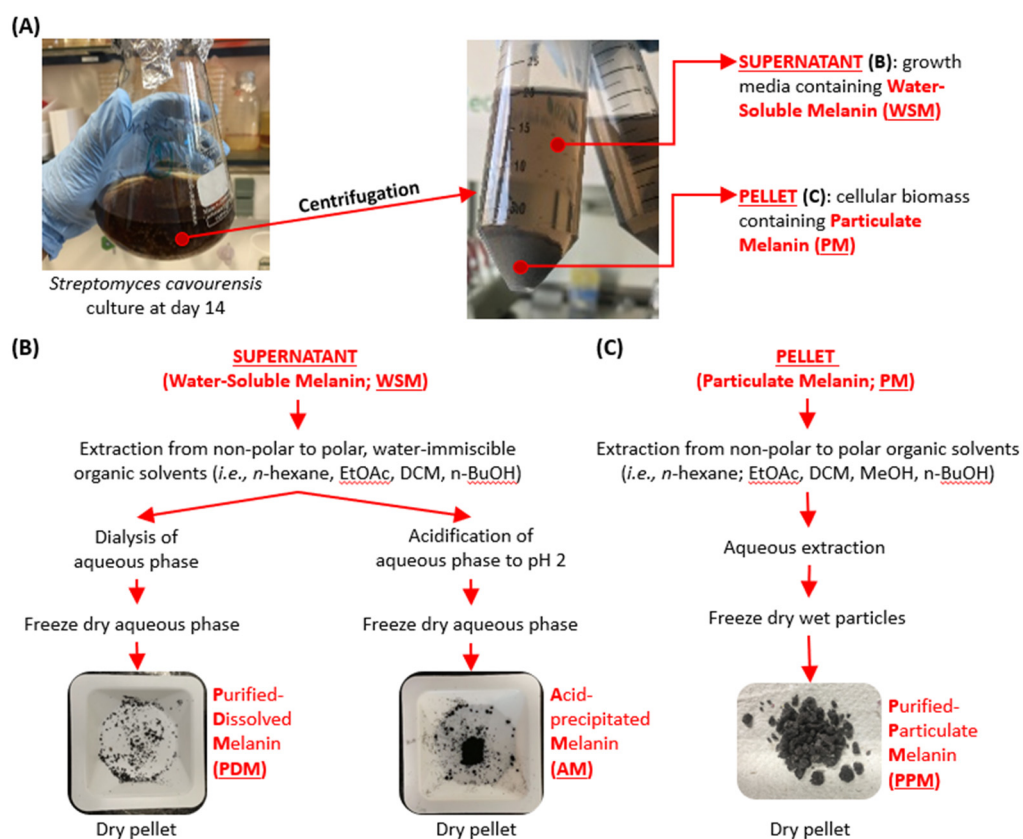 (A)
SUPERNATANT (B): growth
media containing Water-
Soluble Melanin (WSM)
25
15
10
Centrifugation
PELLET (C): cellular biomass
containing Particulate
Melanin (PM)
Streptomyces cavourensis
culture at day 14
(B)
SUPERNATANT
(Water-Soluble Melanin; WSM)
Extraction from non-polar to polar, water-immiscible
organic solvents (i.e., n-hexane, EtOAc, DCM, n-BuOH)
Dialysis of
aqueous phase
Freeze dry aqueous phase
Purified-
Dissolved
Melanin
(PDM)
Dry pellet
Acidification of
aqueous phase to pH 2
Freeze dry aqueous phase
Acid-
precipitated
Melanin
(AM)
Dry pellet
(C)
PELLET
(Particulate Melanin; PM)
Extraction from non-polar to polar organic solvents
(i.e., n-hexane; EtOAc, DCM, MeOH, n-BuOH)
Aqueous extraction
Freeze dry wet particles
Purified-
Particulate
Melanin
(PPM)
Dry pellet